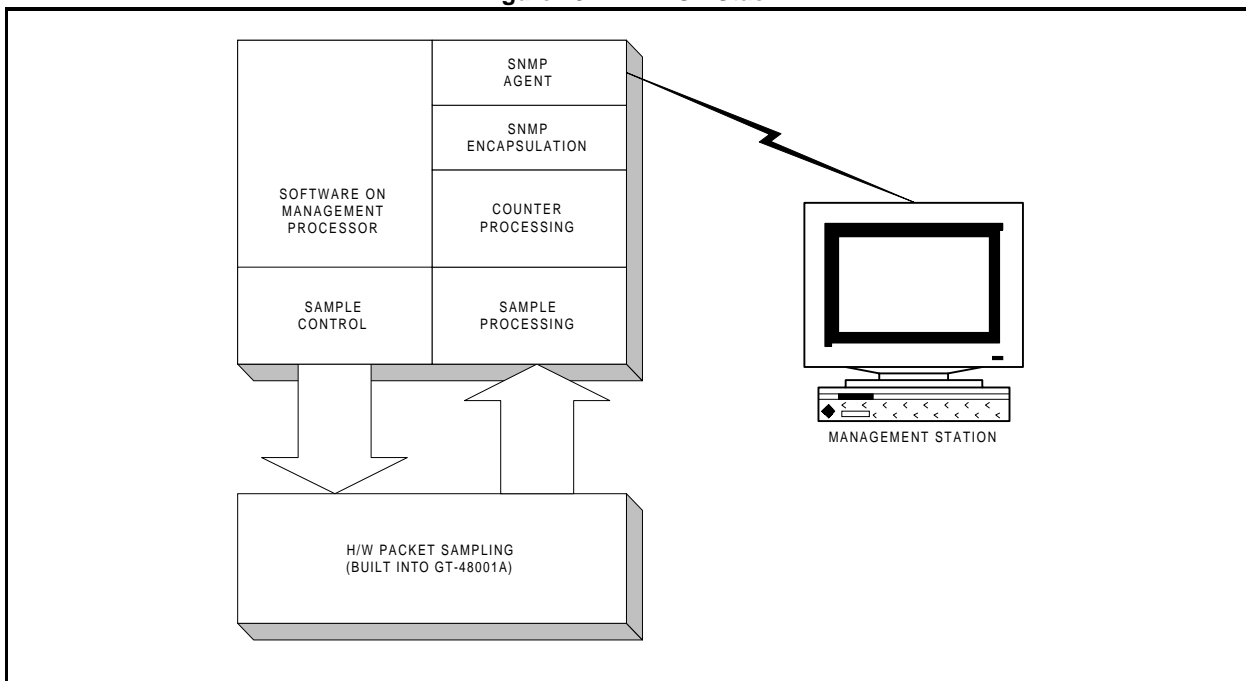 SNMP
AGENT
SNMP
ENCAPSULATION
SOFTWARE ON
MANAGEMENT
PROCESSOR
COUNTER
PROCESSING
SAMPLE
CONTROL
SAMPLE
PROCESSING
MANAGEMENT STATION
H/W PACKET SAMPLING
(BUILT INTO GT-48001A)